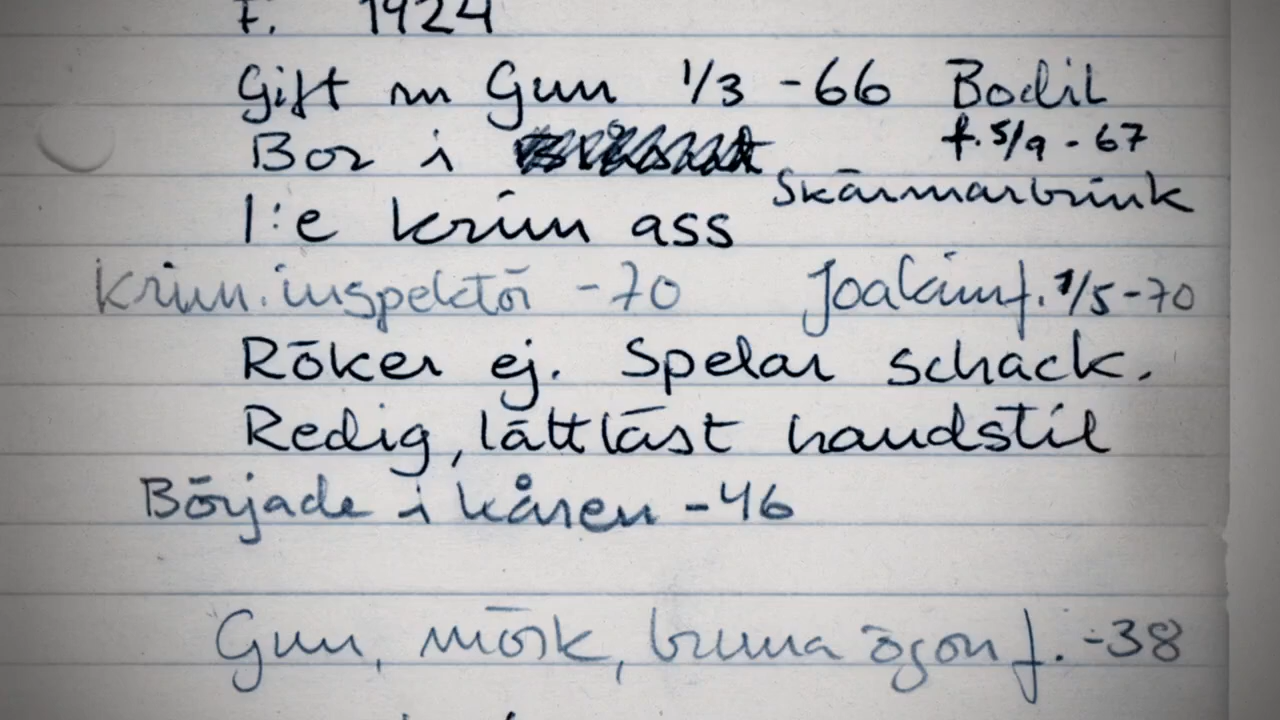 F. 1924
Gift m Gun 1/3 -66 Bodil
f. 5/9 - 67
Bor i
Skärmarbrink
1:e krim ass
Krim.inspektör -70 Joakim f. 1/5-70
Röker ej. Spelar schack.
Redig, lättläst handstil
Började i kåren -46
Gun, mörk, bruna ögon f. -38